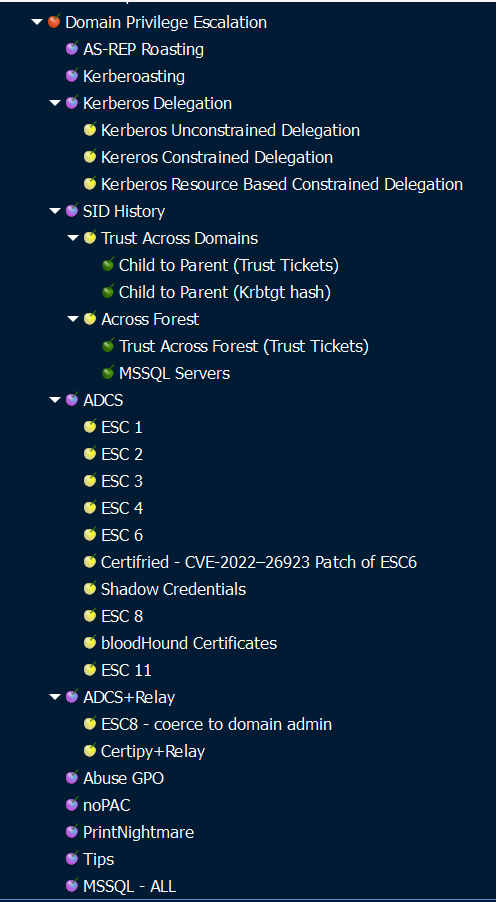 Domain Privilege Escalation
AS-REP Roasting
Kerberoasting
Kerberos Delegation
Kerberos Unconstrained Delegation
Kereros Constrained Delegation
Kerberos Resource Based Constrained Delegation
SID History
Trust Across Domains
Child to Parent (Trust Tickets)
Child to Parent (Krbtgt hash)
Across Forest
Trust Across Forest (Trust Tickets)
MSSQL Servers
ADCS
ESC 1
ESC 2
ESC 3
ESC 4
ESC 6
Certifried - CVE-2022–26923 Patch of ESC6
Shadow Credentials
ESC 8
bloodHound Certificates
ESC 11
ADCS+Relay
ESC8 - coerce to domain admin
Certipy+Relay
Abuse GPO
noPAC
PrintNightmare
Tips
MSSQL - ALL